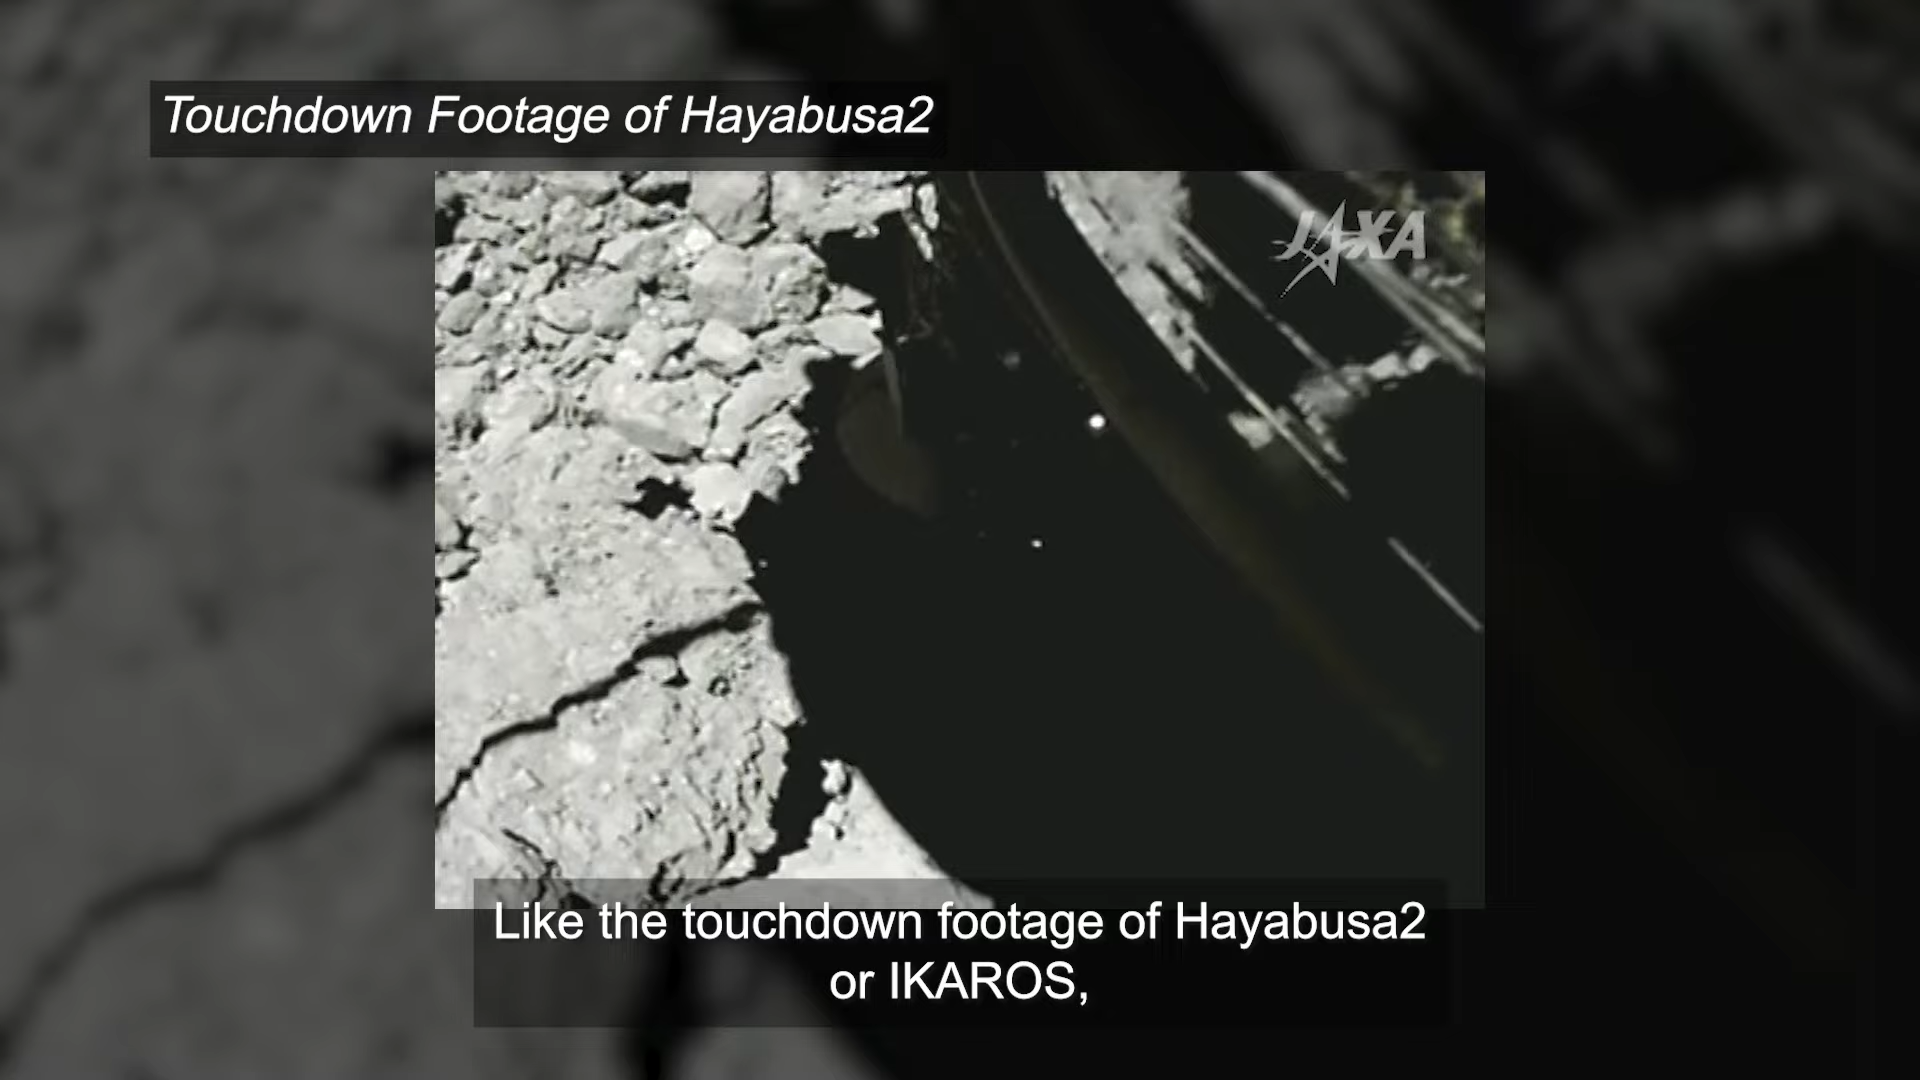 Touchdown Footage of Hayabusa2
JAXA
Like the touchdown footage of Hayabusa2
or IKAROS,